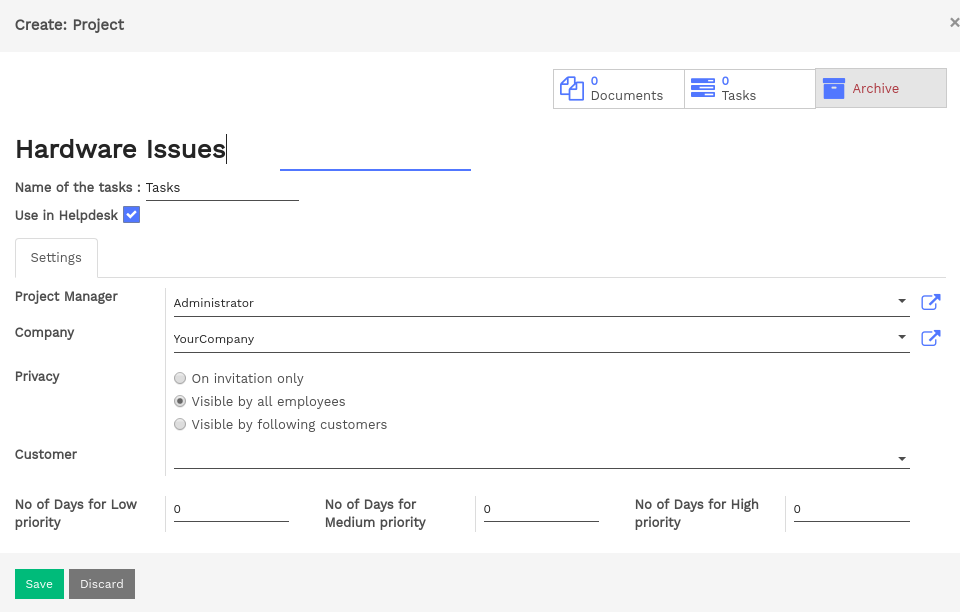 Create: Project
×
0 Documents
0 Tasks
Archive
Hardware Issues
Name of the tasks : Tasks
Use in Helpdesk
Settings
Project Manager Administrator
Company YourCompany
Privacy On invitation only
Visible by all employees
Visible by following customers
Customer
No of Days for Low priority 0
No of Days for Medium priority 0
No of Days for High priority 0
Save Discard